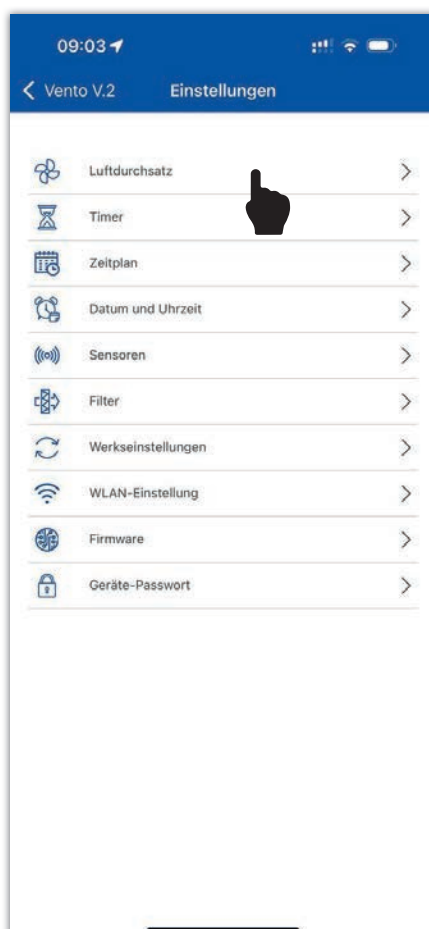 09:03
Vento V.2 Einstellungen
Luftdurchsatz
Timer
Zeitplan
Datum und Uhrzeit
Sensoren
Filter
Werkseinstellungen
WLAN-Einstellung
Firmware
Geräte-Passwort